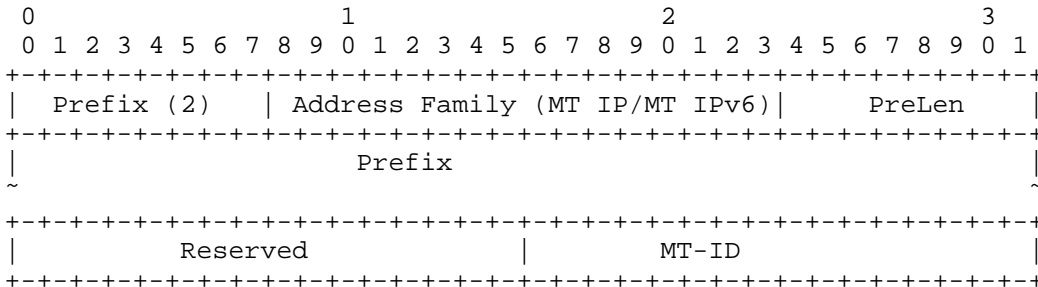 0                   1                   2                   3
0 1 2 3 4 5 6 7 8 9 0 1 2 3 4 5 6 7 8 9 0 1 2 3 4 5 6 7 8 9 0 1
+-+-+-+-+-+-+-+-+-+-+-+-+-+-+-+-+-+-+-+-+-+-+-+-+-+-+-+-+-+-+-+-+
|  Prefix (2)   | Address Family (MT IP/MT IPv6)|     PreLen    |
+-+-+-+-+-+-+-+-+-+-+-+-+-+-+-+-+-+-+-+-+-+-+-+-+-+-+-+-+-+-+-+-+
|                     Prefix                                    |
~                                                               ~
+-+-+-+-+-+-+-+-+-+-+-+-+-+-+-+-+-+-+-+-+-+-+-+-+-+-+-+-+-+-+-+-+
|          Reserved             |        MT-ID                  |
+-+-+-+-+-+-+-+-+-+-+-+-+-+-+-+-+-+-+-+-+-+-+-+-+-+-+-+-+-+-+-+-+